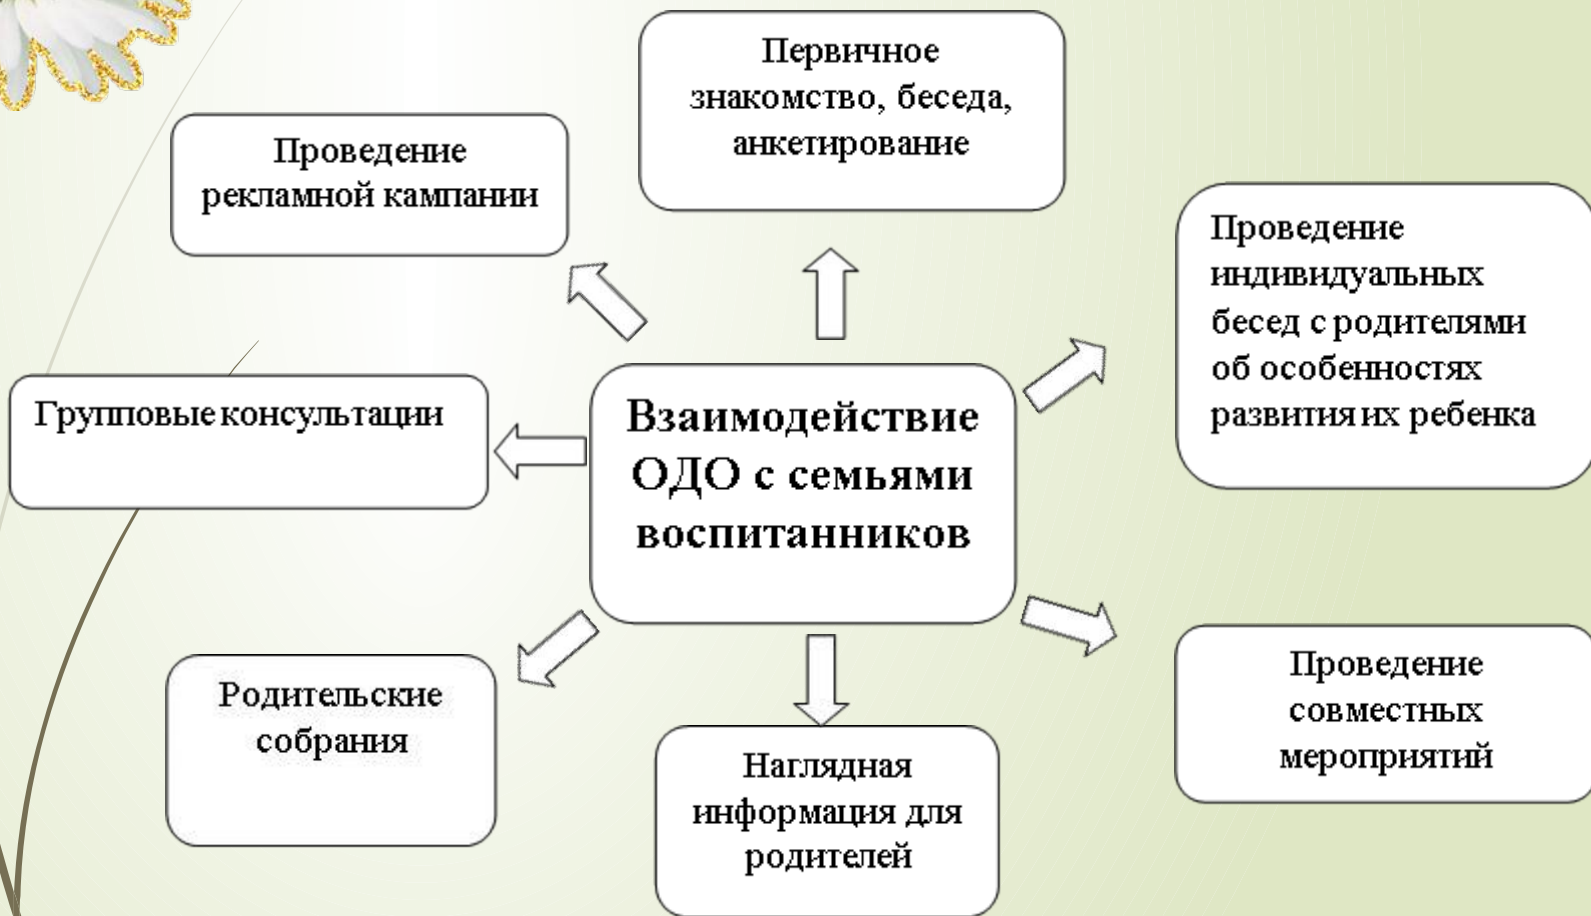 Первичное
знакомство, беседа,
анкетирование
Проведение
рекламной кампании
Проведение
индивидуальных
бесед с родителями
об особенностях
развития их ребенка
Групповые консультации
Взаимодействие
ОДО с семьями
воспитанников
Родительские
собрания
Наглядная
информация для
родителей
Проведение
совместных
мероприятий